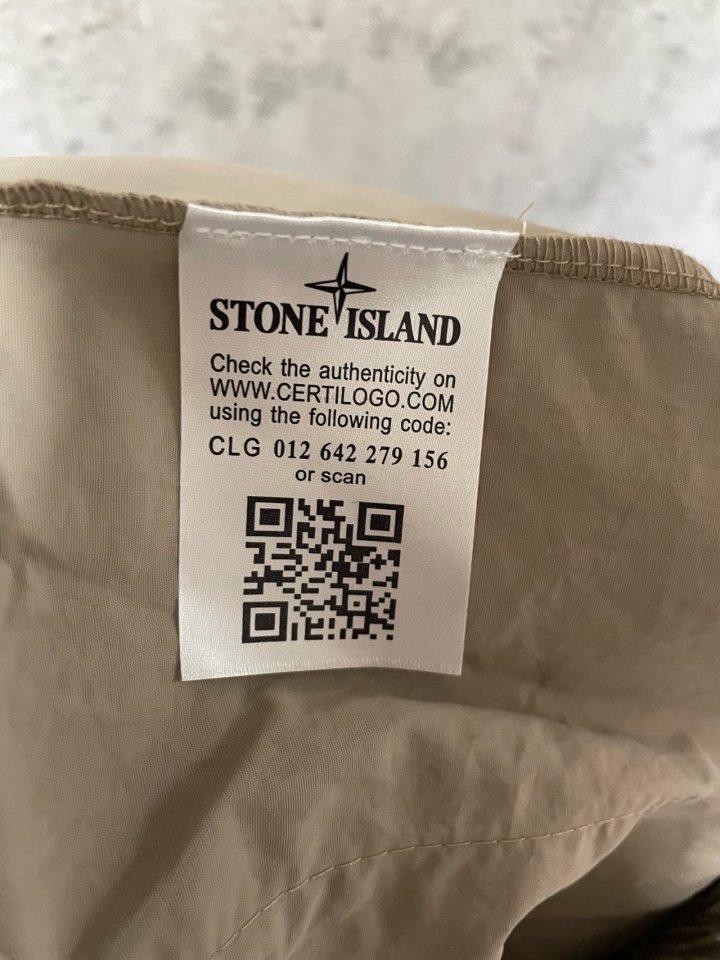 STONE ISLAND
Check the authenticity on
WWW.CERTILOGO.COM
using the following code:
CLG 012 642 279 156
or scan